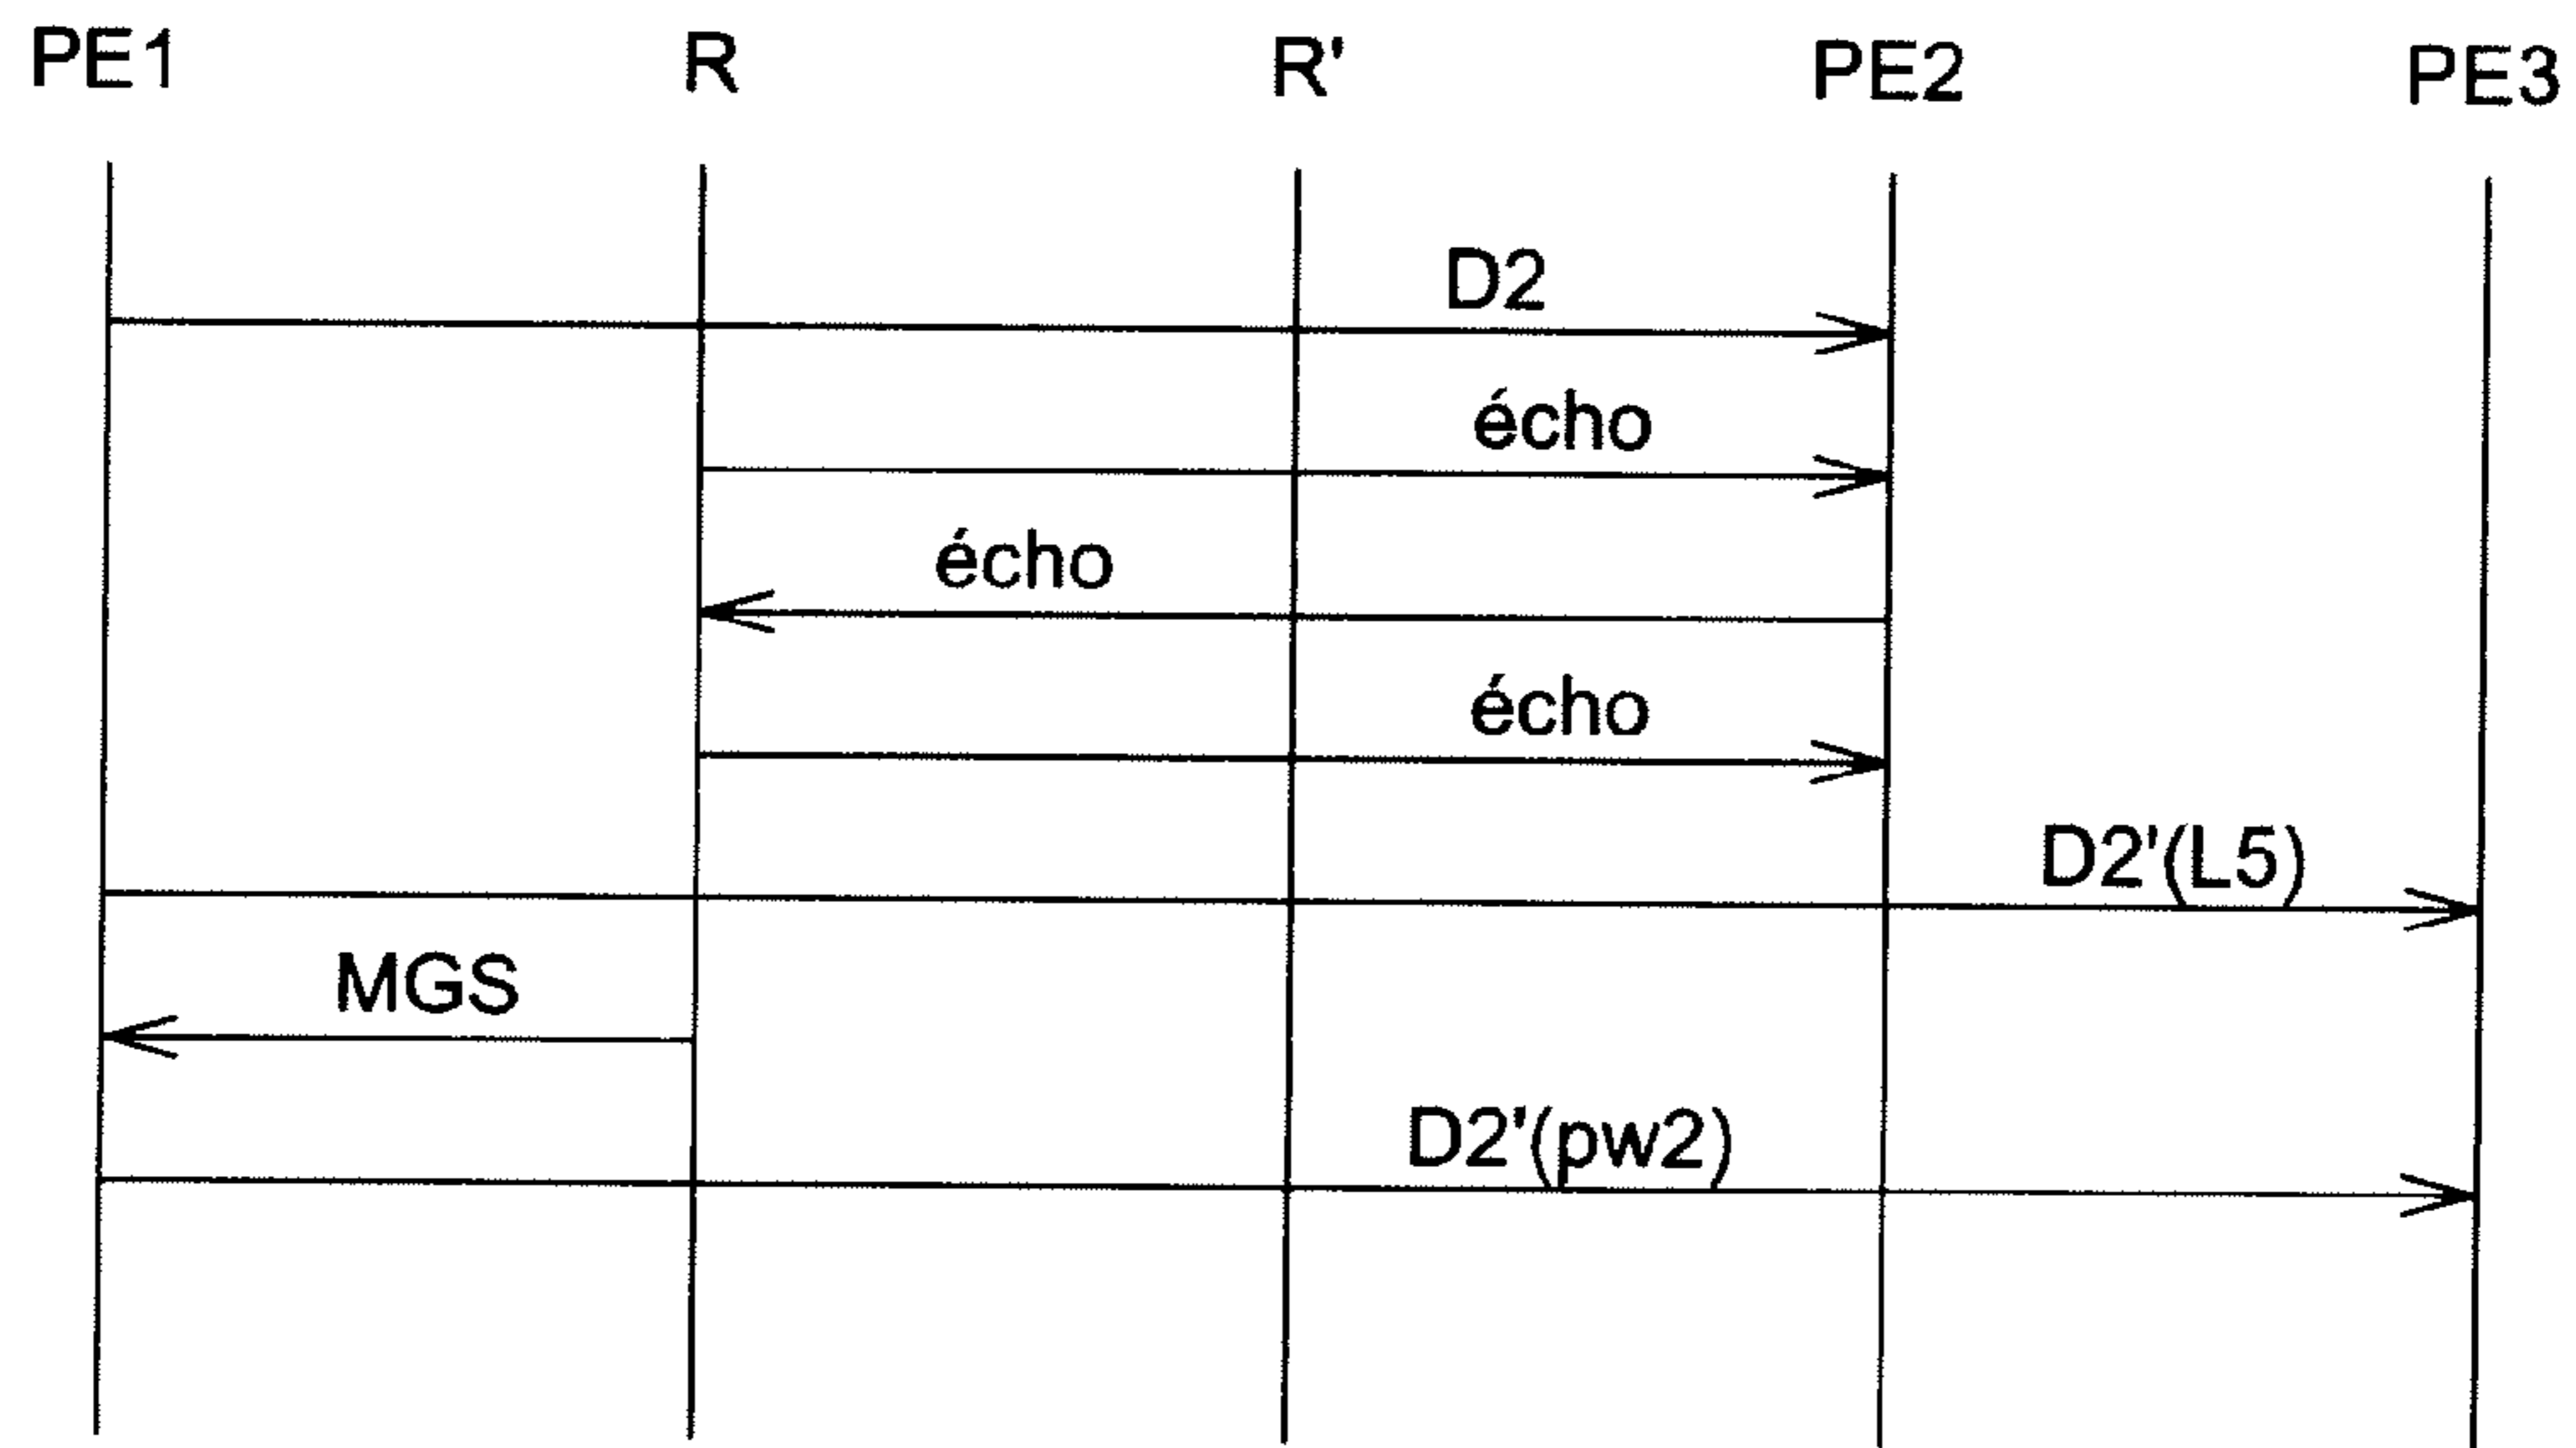 PE1 R R' PE2 PE3
D2
écho
écho
écho
D2'(L5)
MGS
D2'(pw2)